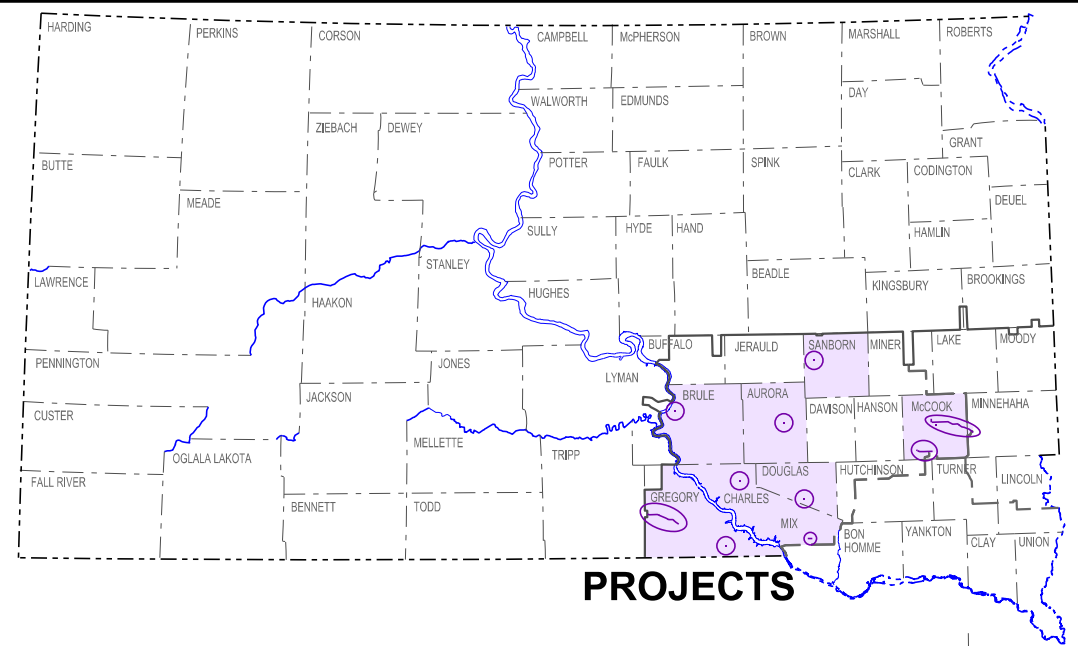 HARDING
PERKINS
CORSON
CAMPBELL
McPHERSON
BROWN
MARSHALL
ROBERTS
WALWORTH
EDMUNDS
DAY
ZIEBACH
DEWEY
GRANT
BUTTE
POTTER
FAULK
SPINK
CLARK
CODINGTON
MEADE
DEUEL
SULLY
HYDE
HAND
HAMLIN
STANLEY
BEADLE
LAWRENCE
HAAKON
HUGHES
KINGSBURY
BROOKINGS
PENNINGTON
JONES
LYMAN
BUFFALO
JERAULD
SANBORN
MINER
LAKE
MOODY
CUSTER
JACKSON
BRULE
AURORA
DAVISON
HANSON
McCOOK
MINNEHAHA
OGLALA LAKOTA
MELLETTE
TRIPP
FALL RIVER
DOUGLAS
HUTCHINSON
TURNER
LINCOLN
BENNETT
TODD
GREGORY
CHARLES
MIX
BON
HOMME
YANKTON
CLAY
UNION
PROJECTS